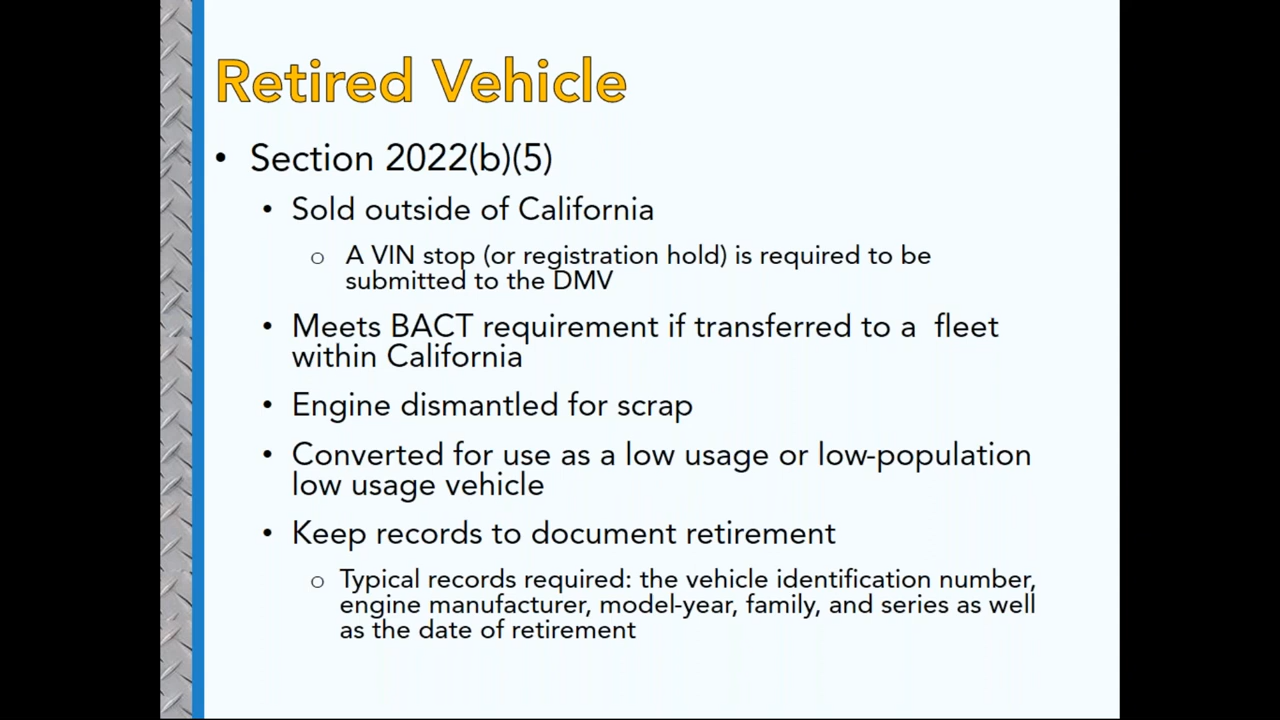 Retired Vehicle
• Section 2022(b)(5)
• Sold outside of California
o A VIN stop (or registration hold) is required to be
submitted to the DMV
• Meets BACT requirement if transferred to a  fleet
within California
• Engine dismantled for scrap
• Converted for use as a low usage or low-population
low usage vehicle
• Keep records to document retirement
o Typical records required: the vehicle identification number,
engine manufacturer, model-year, family, and series as well
as the date of retirement